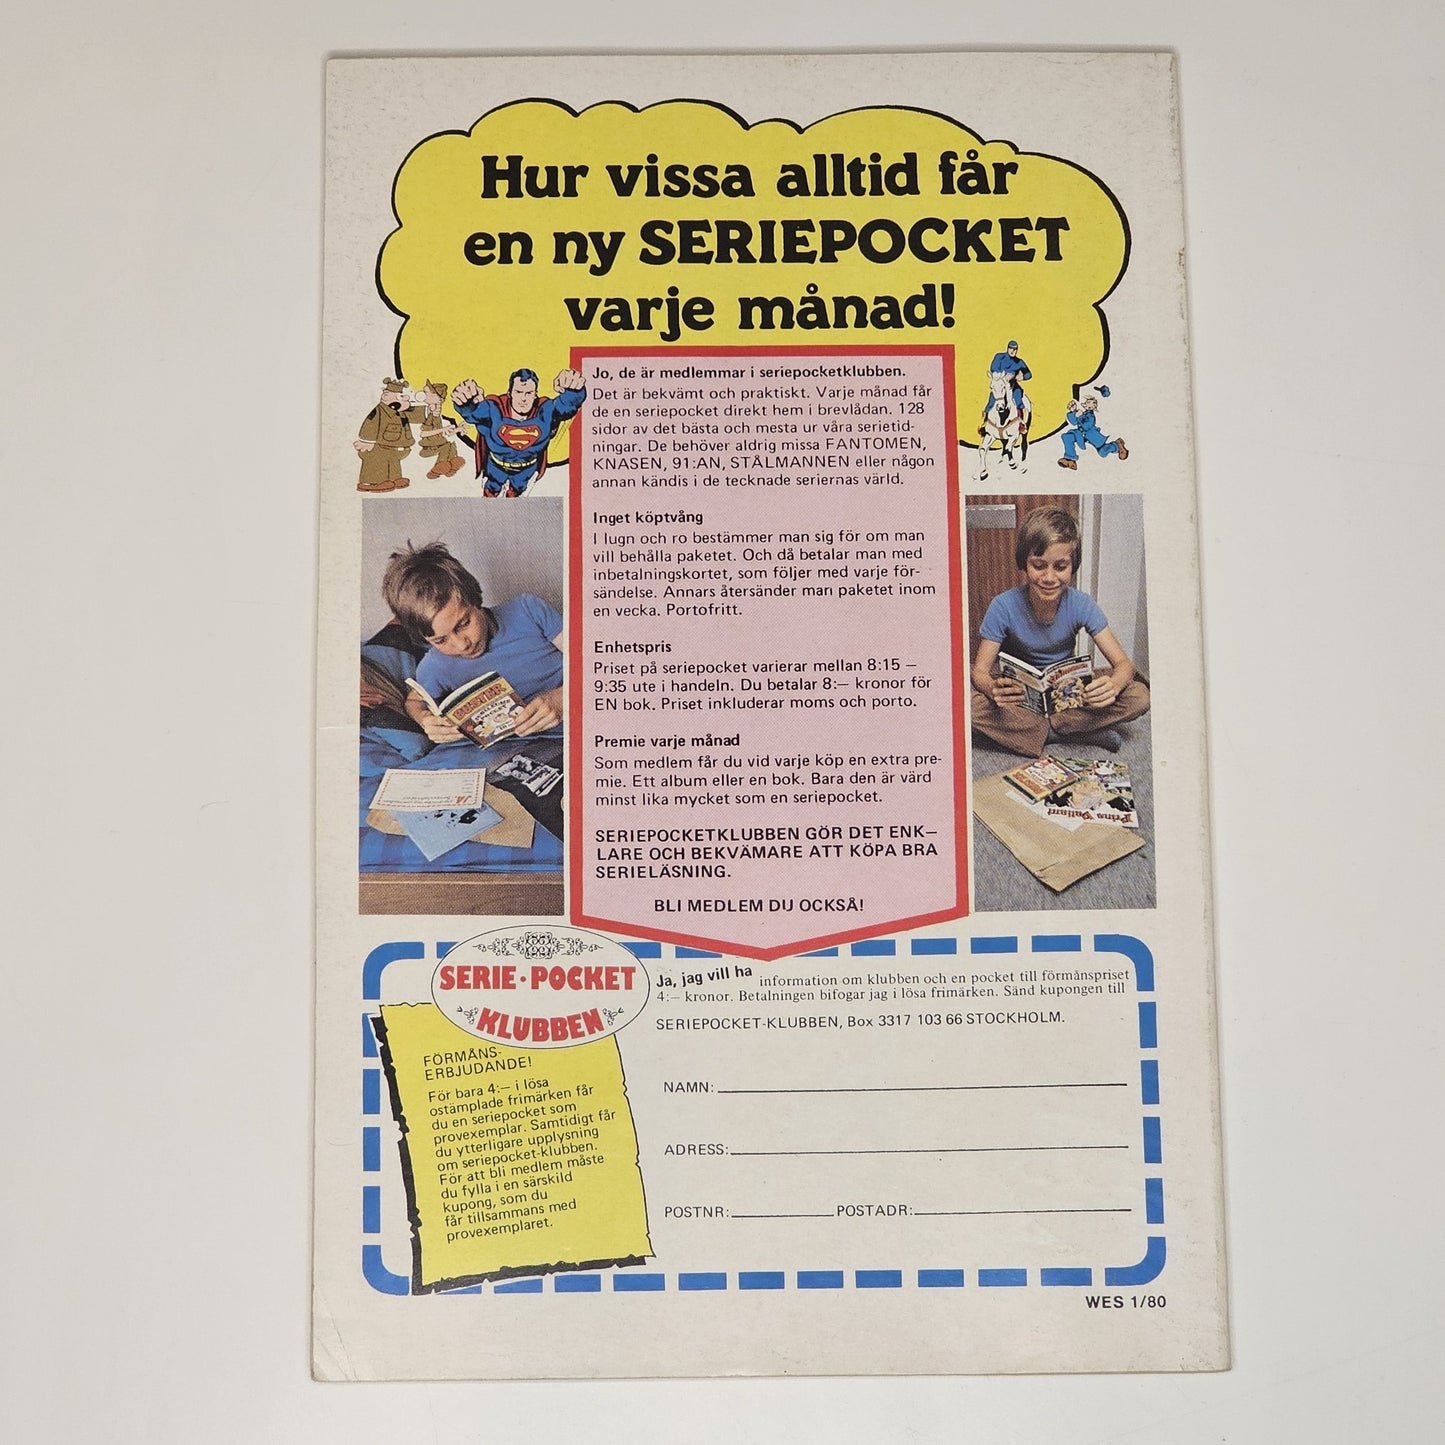 Hur vissa alltid får
en ny SERIEPOCKET
varje månad!
Jo, de är medlemmar i seriepocketklubben.
Det är bekvämt och praktiskt. Varje månad får
de en seriepocket direkt hem i brevlådan. 128
sidor av det bästa och mesta ur våra serietid-
ningar. De behöver aldrig missa FANTOMEN,
KNASEN, 91:AN, STÅLMANNEN eller någon
annan kändis i de tecknade seriernas värld.
Inget köptvång
I lugn och ro bestämmer man sig för om man
vill behålla paketet. Och då betalar man med
inbetalningskortet, som följer med varje för-
sändelse. Annars återsänder man paketet inom
en vecka. Portofritt.
Enhetspris
Priset på seriepocket varierar mellan 8:15 —
9:35 ute i handeln. Du betalar 8:— kronor för
EN bok. Priset inkluderar moms och porto.
Premie varje månad
Som medlem får du vid varje köp en extra pre-
mie. Ett album eller en bok. Bara den är värd
minst lika mycket som en seriepocket.
SERIEPOCKETKLUBBEN GÖR DET ENK—
LARE OCH BEKVÄMARE ATT KÖPA BRA
SERIELÄSNING.
BLI MEDLEM DU OCKSÅ!
BUSTER
Prins Valiant
SERIE·POCKET
KLUBBEN
FÖRMÅNS-
ERBJUDANDE!
För bara 4:— i lösa
ostämplade frimärken får
du en seriepocket som
provexemplar. Samtidigt får
du ytterligare upplysning
om seriepocket-klubben.
För att bli medlem måste
du fylla i en särskild
kupong, som du
får tillsammans med
provexemplaret.
Ja, jag vill ha information om klubben och en pocket till förmånspriset
4:— kronor. Betalningen bifogar jag i lösa frimärken. Sänd kupongen till
SERIEPOCKET-KLUBBEN, Box 3317 103 66 STOCKHOLM.
NAMN:
ADRESS:
POSTNR: POSTADR:
WES 1/80